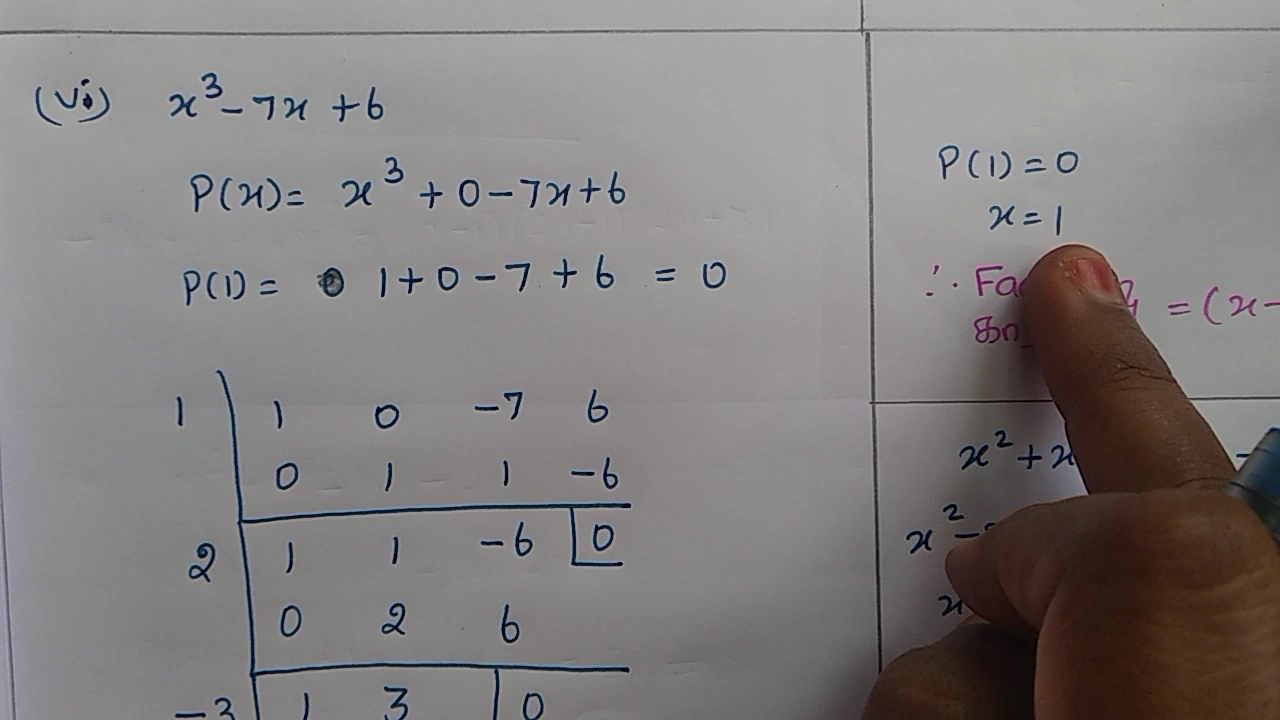 (vi) x³ - 7x + 6
P(x) = x³ + 0 - 7x + 6
P(1) = 1 + 0 - 7 + 6 = 0
1 | 1 0 -7 6
0 1 1 -6
2 | 1 1 -6 | 0
0 2 6
-3 | 1 3 | 0
P(1) = 0
x = 1
∴ = (x -
x² + x
x² -
x